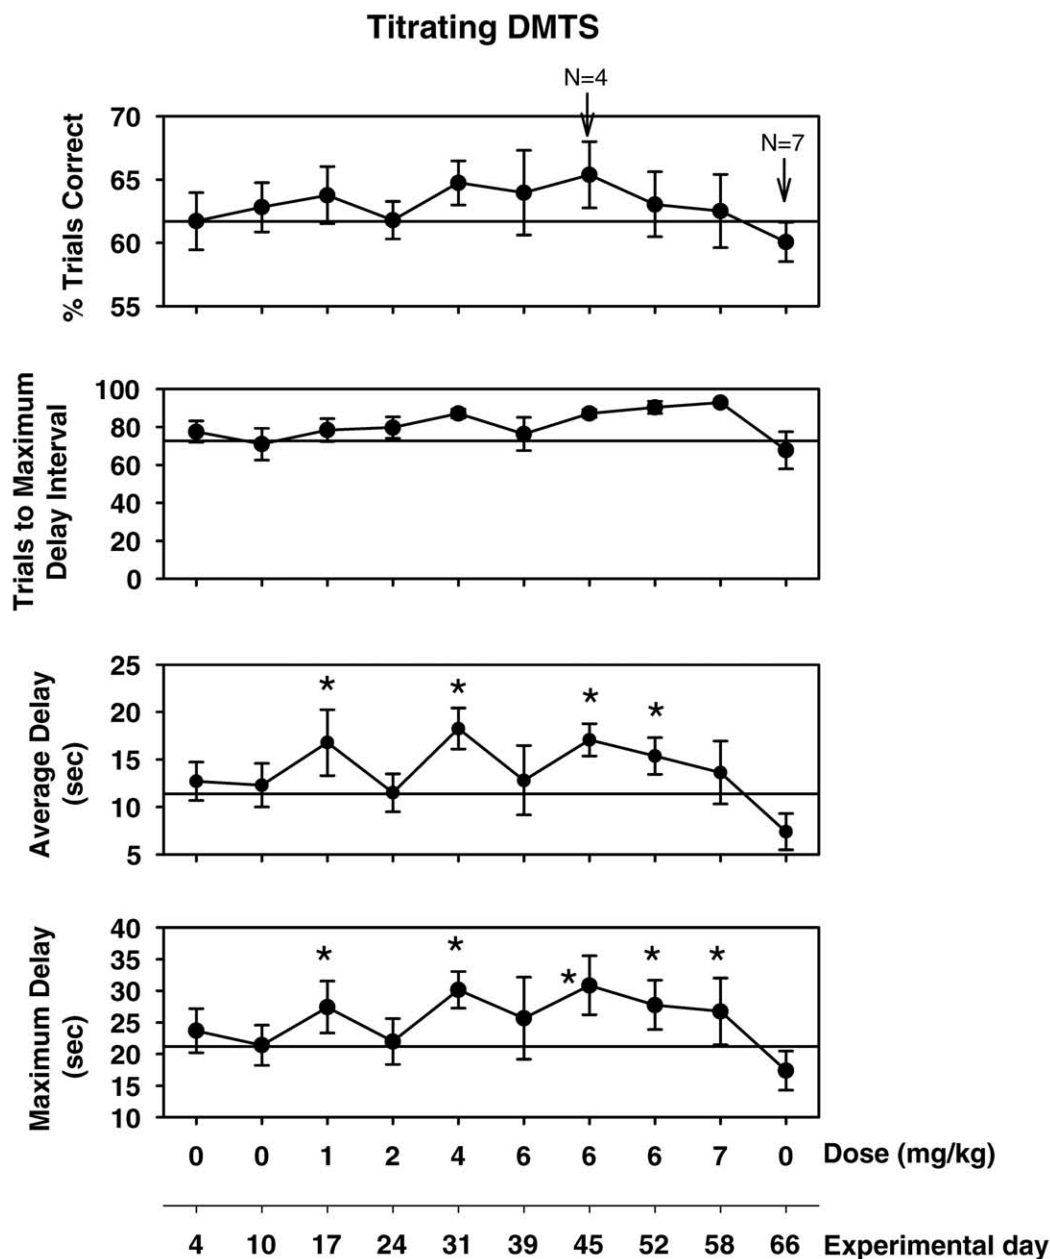 Titrating DMTS
N=4
N=7
% Trials Correct
70
65
60
55
Trials to Maximum
Delay Interval
100
80
60
40
20
0
Average Delay
(sec)
25
20
15
10
5
* * * *
Maximum Delay
(sec)
40
35
30
25
20
15
10
* * * * *
0 0 1 2 4 6 6 6 7 0 Dose (mg/kg)
4 10 17 24 31 39 45 52 58 66 Experimental day